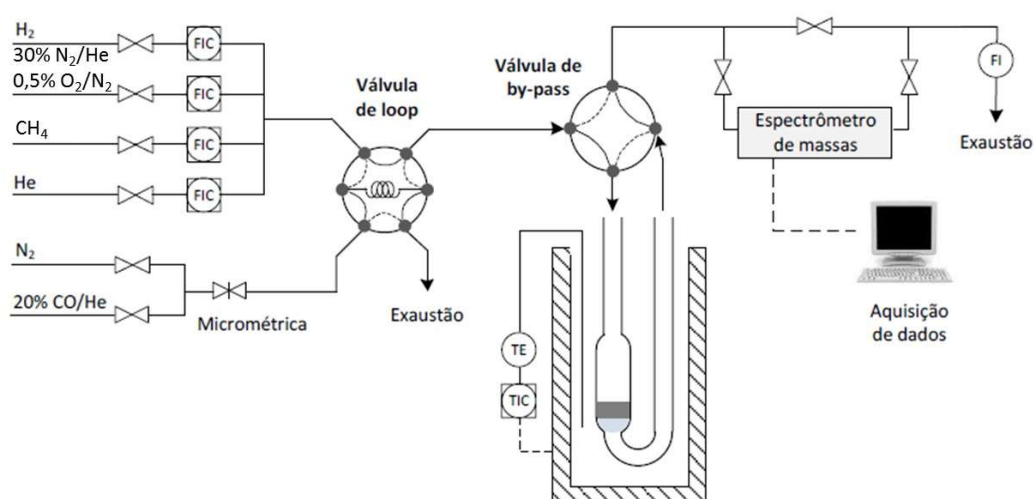 H₂
30% N₂/He
0,5% O₂/N₂
CH₄
He
N₂
20% CO/He
FIC
FIC
FIC
FIC
Micrométrica
Válvula
de loop
Exaustão
Válvula de
by-pass
TE
TIC
Espectrômetro
de massas
FI
Exaustão
Aquisição
de dados